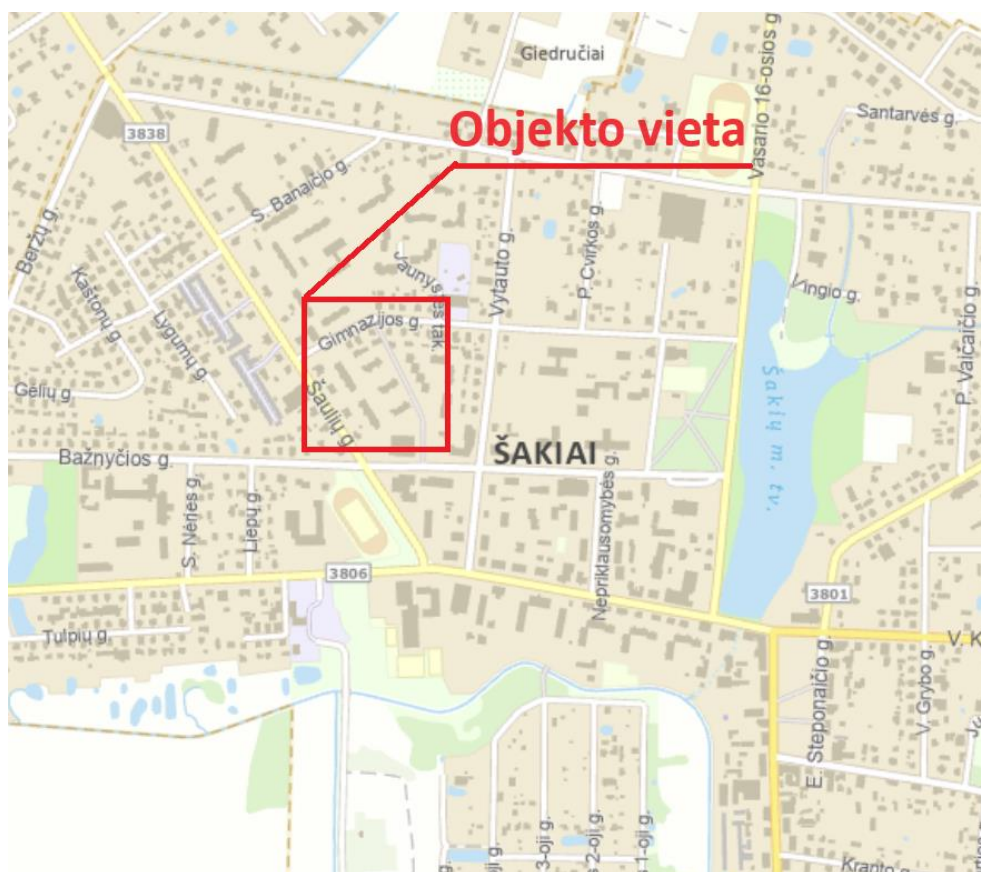 Giedručiai
Vasario 16-osios g.
Santarvės g.
Objekto vieta
3838
S. Banaičio g.
Beržų g.
Vytauto g.
P. Cvirkos g.
Jaunystės tak.
Kaštonų g.
Lygumų g.
Gimnazijos g.
Vingio g.
P. Vaičaičio g.
Gėlių g.
Šaulių g.
Šakių m. tv.
Bažnyčios g.
ŠAKIAI
S. Nėries g.
Liepų g.
Nepriklausomybės g.
3806
3801
Tulpių g.
V. K
E. Steponaičio g.
V. Grybo g.
oji g.
3-oji g.
s 2-oji g.
s 1-oji g.
Kranto g.